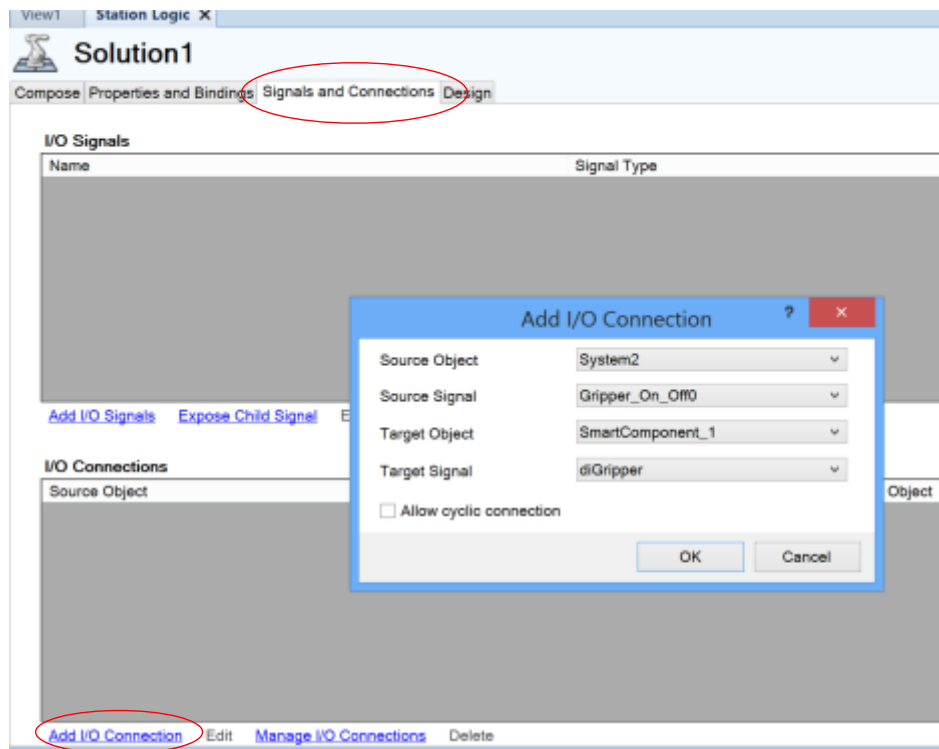 View1 Station Logic X
Solution1
Compose Properties and Bindings Signals and Connections Design
I/O Signals
Name Signal Type
Add I/O Connection ? ×
Source Object System2
Source Signal Gripper_On_Off0
Target Object SmartComponent_1
Target Signal diGripper
Allow cyclic connection
OK Cancel
Add I/O Signals Expose Child Signal E
I/O Connections
Source Object Object
Add I/O Connection Edit Manage I/O Connections Delete